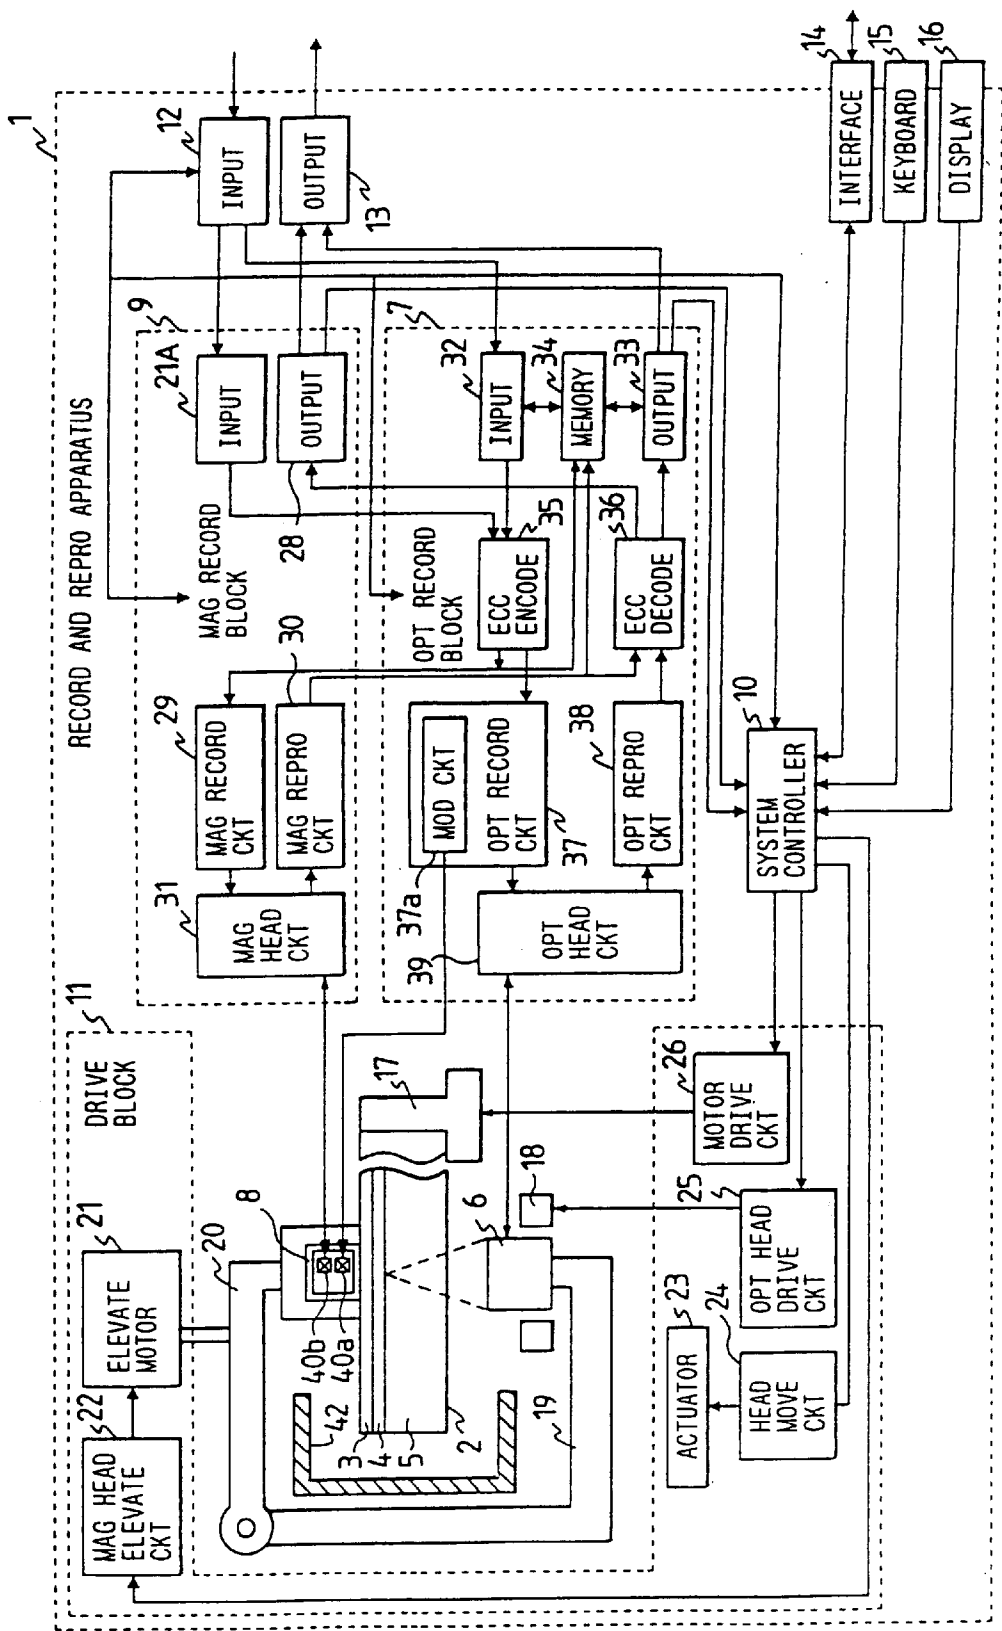 1
RECORD AND REPRO APPARATUS
11
DRIVE
BLOCK
22
MAG HEAD
ELEVATE
CKT
21
ELEVATE
MOTOR
20
8
40b
40a
42
3
4
5
2
19
17
6
18
31
MAG
HEAD
CKT
29
MAG RECORD
CKT
30
MAG REPRO
CKT
MAG RECORD
BLOCK
9
21A
INPUT
OUTPUT
28
12
INPUT
OUTPUT
13
OPT RECORD
BLOCK
7
37a
MOD CKT
OPT RECORD
CKT
37
39
OPT
HEAD
CKT
38
OPT REPRO
CKT
ECC
ENCODE
35
ECC
DECODE
36
32
INPUT
34
MEMORY
33
OUTPUT
23
ACTUATOR
24
HEAD
MOVE
CKT
25
OPT HEAD
DRIVE
CKT
26
MOTOR
DRIVE
CKT
10
SYSTEM
CONTROLLER
14
INTERFACE
15
KEYBOARD
16
DISPLAY